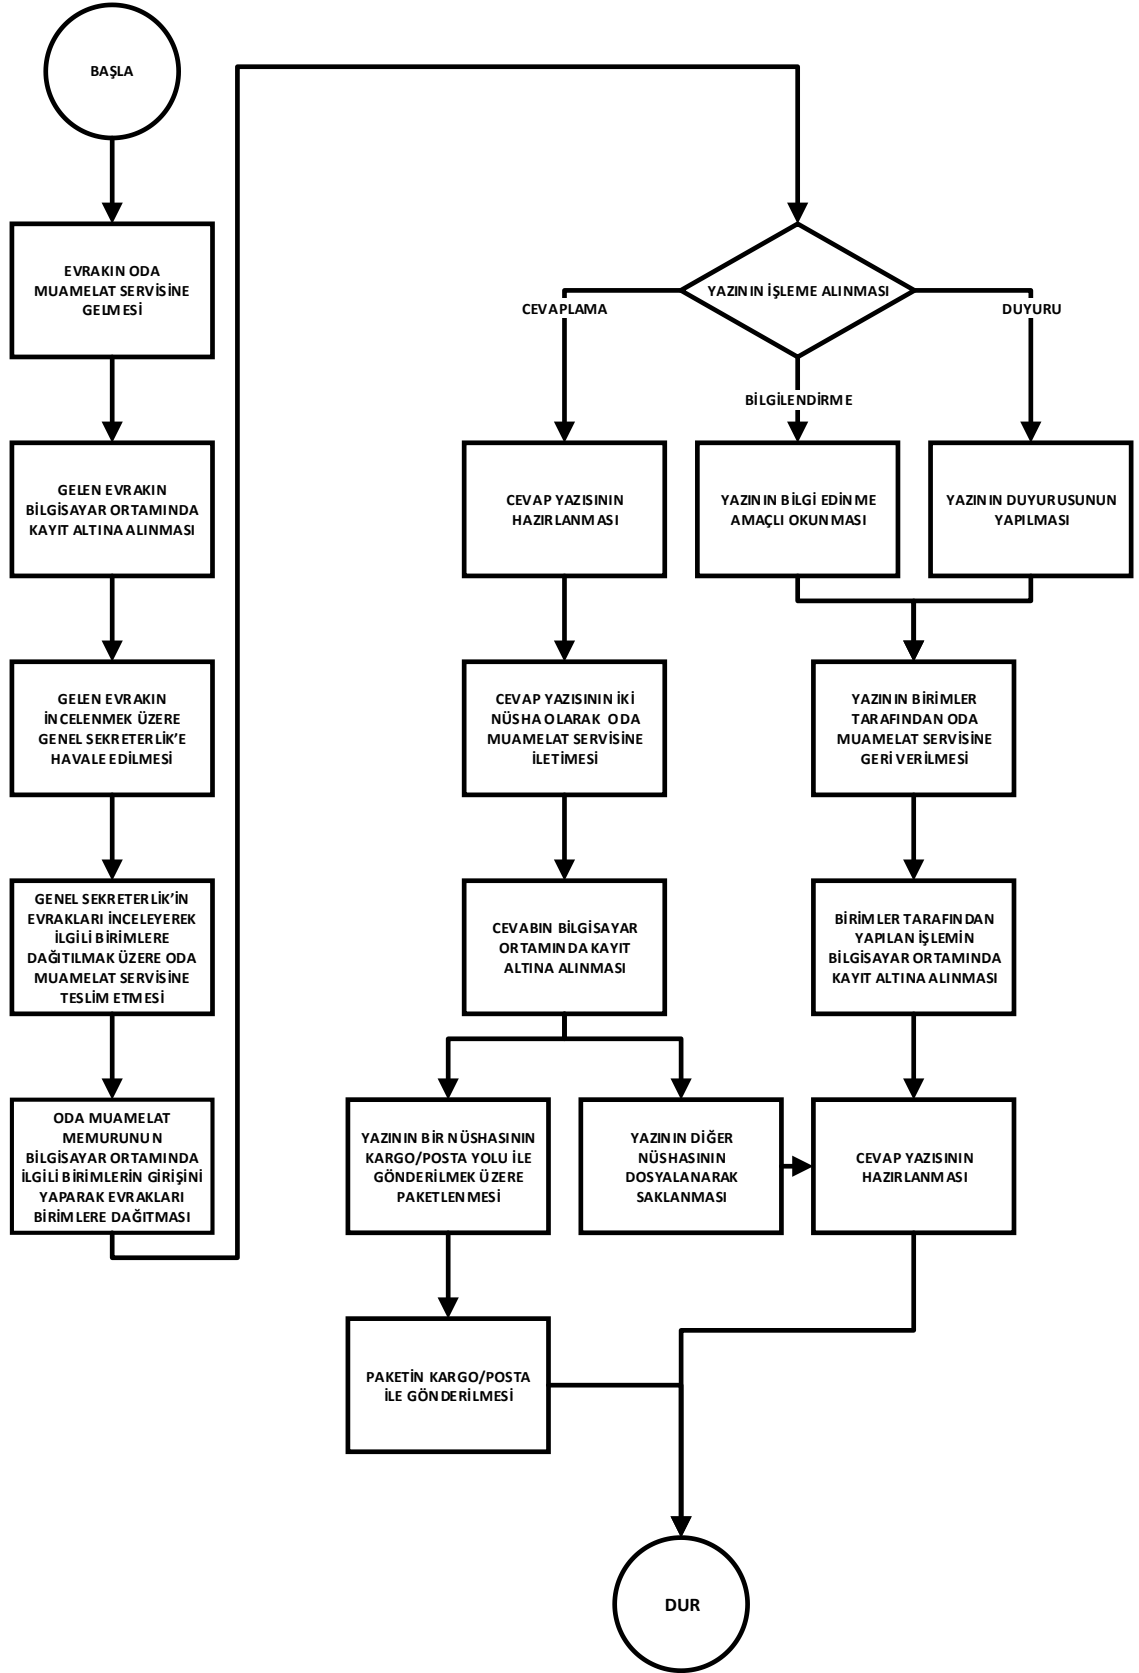 BAŞLA
EVRAKIN ODA
MUAMELAT SERVİSİNE
GELMESİ
GELEN EVRAKIN
BİLGİSAYAR ORTAMINDA
KAYIT ALTINA ALINMASI
GELEN EVRAKIN
İNCELENMEK ÜZERE
GENEL SEKRETERLİK'E
HAVALE EDİLMESİ
GENEL SEKRETERLİK'İN
EVRAKLARI İNCELEYEREK
İLGİLİ BİRİMLERE
DAĞITILMAK ÜZERE ODA
MUAMELAT SERVİSİNE
TESLİM ETMESİ
ODA MUAMELAT
MEMURUNUN
BİLGİSAYAR ORTAMINDA
İLGİLİ BİRİMLERİN GİRİŞİNİ
YAPARAK EVRAKLARI
BİRİMLERE DAĞITMASI
YAZININ İŞLEME ALINMASI
CEVAPLAMA
BİLGİLENDİRME
DUYURU
CEVAP YAZISININ
HAZIRLANMASI
YAZININ BİLGİ EDİNME
AMAÇLI OKUNMASI
YAZININ DUYURUSUNUN
YAPILMASI
CEVAP YAZISININ İKİ
NÜSHA OLARAK ODA
MUAMELAT SERVİSİNE
İLETİMESİ
YAZININ BİRİMLER
TARAFINDAN ODA
MUAMELAT SERVİSİNE
GERİ VERİLMESİ
CEVABIN BİLGİSAYAR
ORTAMINDA KAYIT
ALTINA ALINMASI
BİRİMLER TARAFINDAN
YAPILAN İŞLEMİN
BİLGİSAYAR ORTAMINDA
KAYIT ALTINA ALINMASI
YAZININ BİR NÜSHASININ
KARGO/POSTA YOLU İLE
GÖNDERİLMEK ÜZERE
PAKETLENMESİ
YAZININ DİĞER
NÜSHASININ
DOSYALANARAK
SAKLANMASI
CEVAP YAZISININ
HAZIRLANMASI
PAKETİN KARGO/POSTA
İLE GÖNDERİLMESİ
DUR